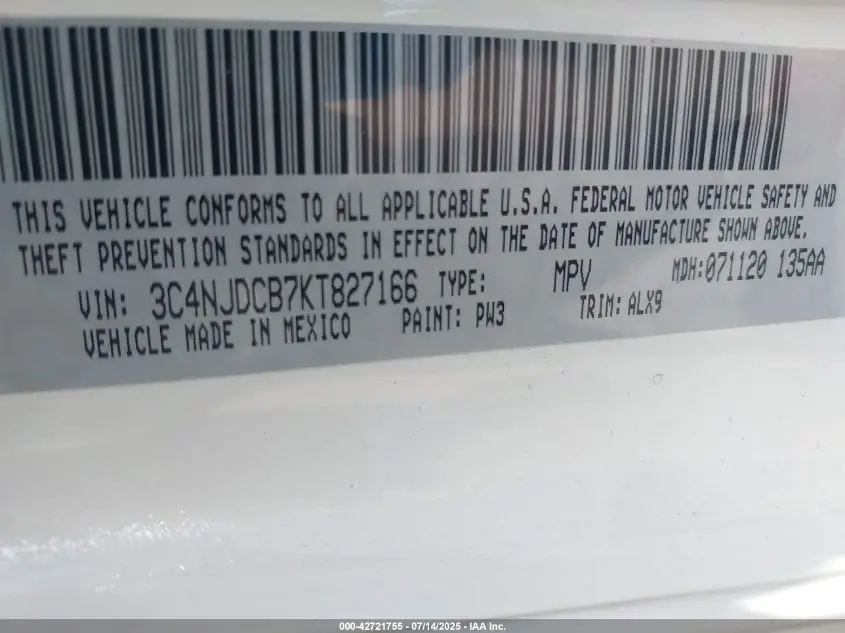 THIS VEHICLE CONFORMS TO ALL APPLICABLE U.S.A. FEDERAL MOTOR VEHICLE SAFETY AND
THEFT PREVENTION STANDARDS IN EFFECT ON THE DATE OF MANUFACTURE SHOWN ABOVE.
VIN: 3C4NJDCB7KT827166 TYPE: MPV MDH:071120 135AA
VEHICLE MADE IN MEXICO PAINT: PW3 TRIM: ALX9
000-42721755 - 07/14/2025 - IAA Inc.